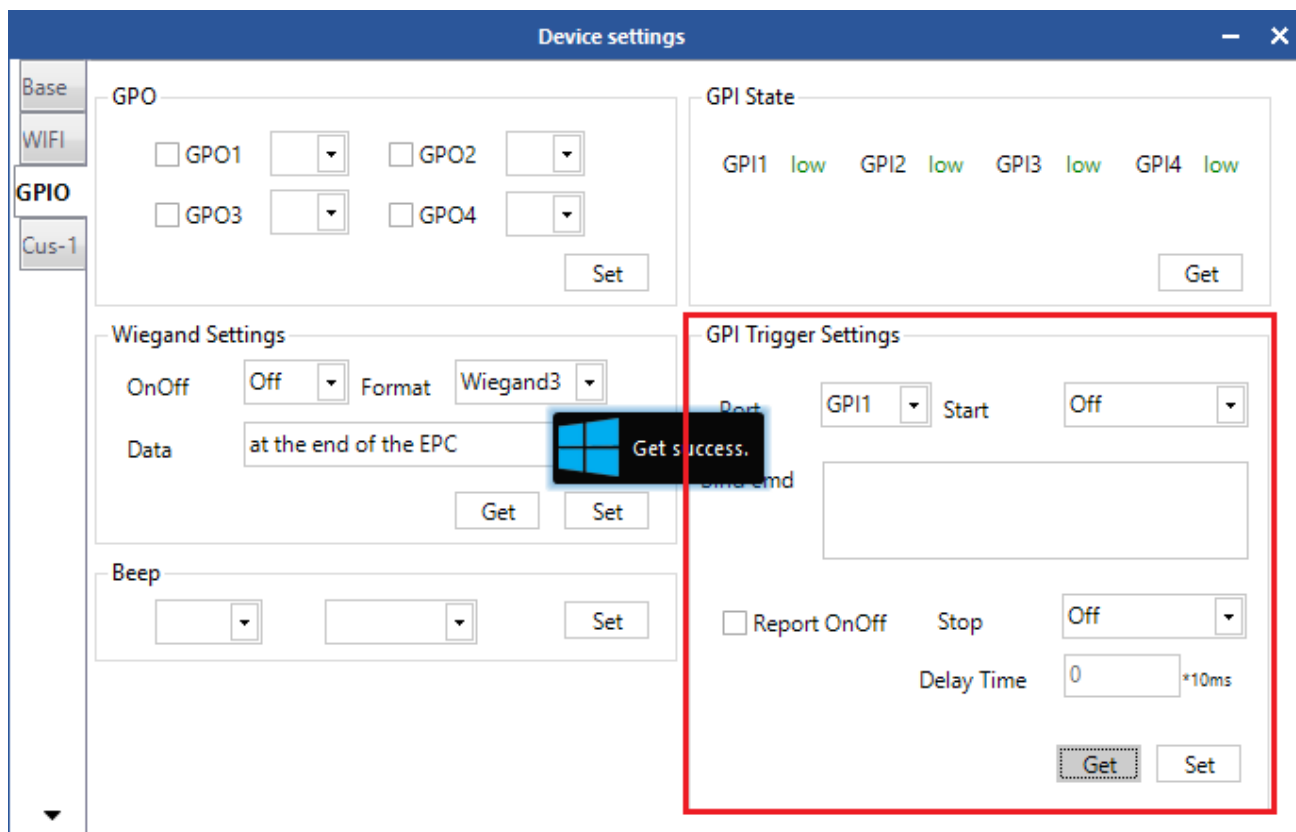 Device settings
Base
WIFI
GPIO
Cus-1
GPO
GPO1
GPO2
GPO3
GPO4
Set
GPI State
GPI1 low GPI2 low GPI3 low GPI4 low
Get
Wiegand Settings
OnOff Off Format Wiegand3
Data at the end of the EPC
Get Set
Get success.
Beep
Set
GPI Trigger Settings
Port GPI1 Start Off
cmd
Report OnOff Stop Off
Delay Time 0 *10ms
Get Set